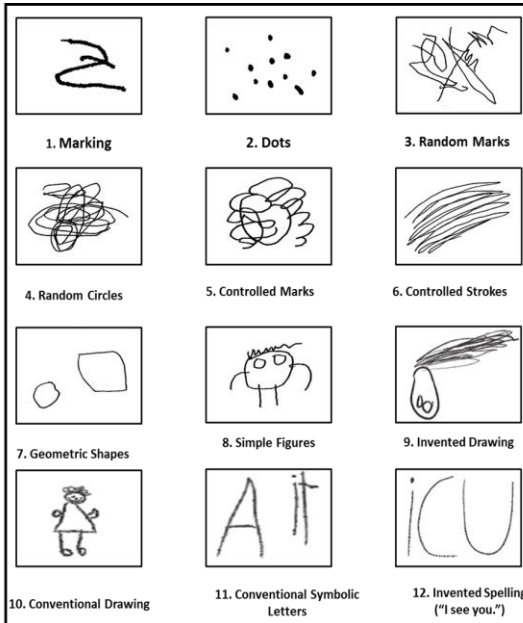 1. Marking
2. Dots
3. Random Marks
4. Random Circles
5. Controlled Marks
6. Controlled Strokes
7. Geometric Shapes
8. Simple Figures
9. Invented Drawing
10. Conventional Drawing
A it
11. Conventional Symbolic
Letters
iCU
12. Invented Spelling
("I see you.")